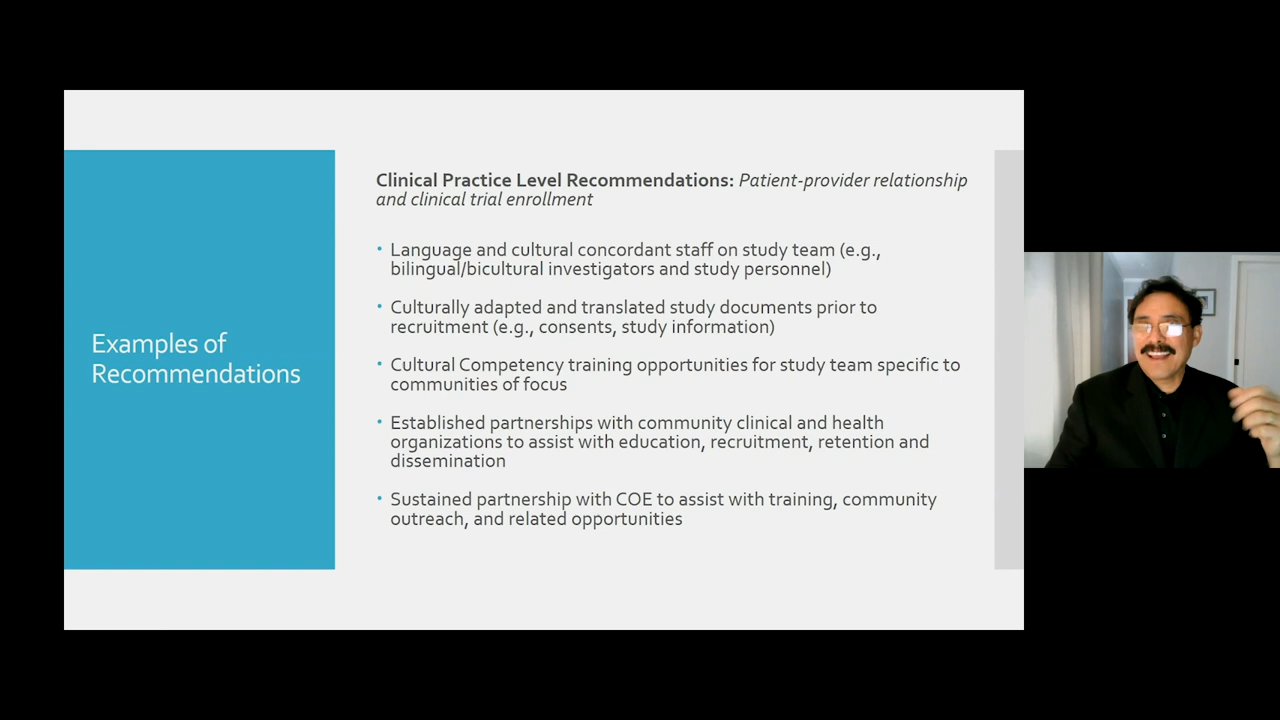 Examples of
Recommendations
Clinical Practice Level Recommendations: Patient-provider relationship
and clinical trial enrollment
• Language and cultural concordant staff on study team (e.g.,
bilingual/bicultural investigators and study personnel)
• Culturally adapted and translated study documents prior to
recruitment (e.g., consents, study information)
• Cultural Competency training opportunities for study team specific to
communities of focus
• Established partnerships with community clinical and health
organizations to assist with education, recruitment, retention and
dissemination
• Sustained partnership with COE to assist with training, community
outreach, and related opportunities